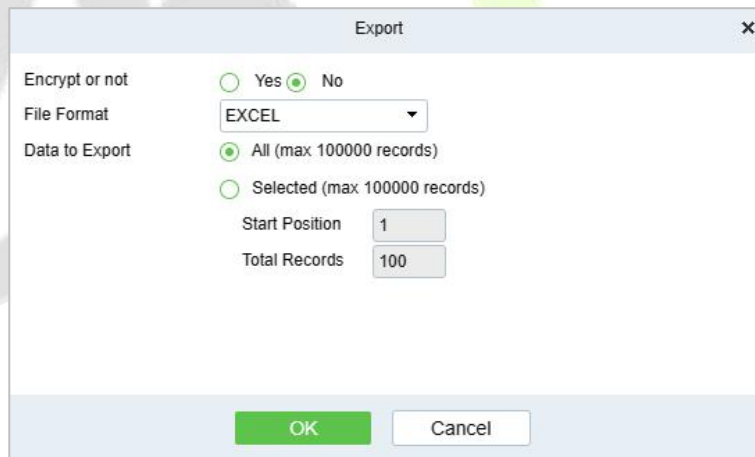 Export
Encrypt or not Yes No
File Format EXCEL
Data to Export All (max 100000 records)
Selected (max 100000 records)
Start Position 1
Total Records 100
OK Cancel